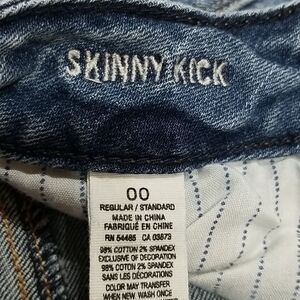 SKINNY KICK
00
REGULAR / STANDARD
MADE IN CHINA
FABRIQUÉ EN CHINE
RN 54485 CA 03673
98% COTTON 2% SPANDEX
EXCLUSIVE OF DECORATION
98% COTON 2% SPANDEX
SANS LES DÉCORATIONS
COLOR MAY TRANSFER
WHEN NEW. WASH ONCE